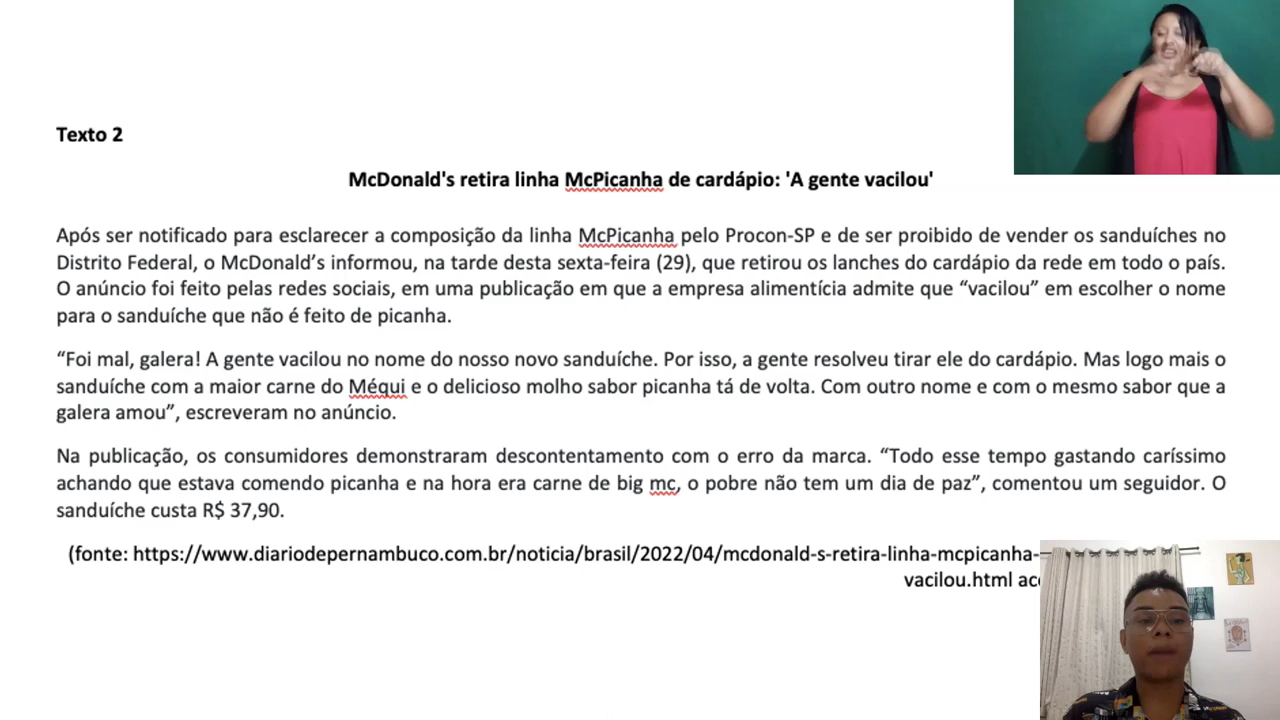 Texto 2
McDonald's retira linha McPicanha de cardápio: 'A gente vacilou'
Após ser notificado para esclarecer a composição da linha McPicanha pelo Procon-SP e de ser proibido de vender os sanduíches no
Distrito Federal, o McDonald’s informou, na tarde desta sexta-feira (29), que retirou os lanches do cardápio da rede em todo o país.
O anúncio foi feito pelas redes sociais, em uma publicação em que a empresa alimentícia admite que “vacilou” em escolher o nome
para o sanduíche que não é feito de picanha.
“Foi mal, galera! A gente vacilou no nome do nosso novo sanduíche. Por isso, a gente resolveu tirar ele do cardápio. Mas logo mais o
sanduíche com a maior carne do Méqui e o delicioso molho sabor picanha tá de volta. Com outro nome e com o mesmo sabor que a
galera amou”, escreveram no anúncio.
Na publicação, os consumidores demonstraram descontentamento com o erro da marca. “Todo esse tempo gastando caríssimo
achando que estava comendo picanha e na hora era carne de big mc, o pobre não tem um dia de paz”, comentou um seguidor. O
sanduíche custa R$ 37,90.
(fonte: https://www.diariodepernambuco.com.br/noticia/brasil/2022/04/mcdonald-s-retira-linha-mcpicanha-
vacilou.html